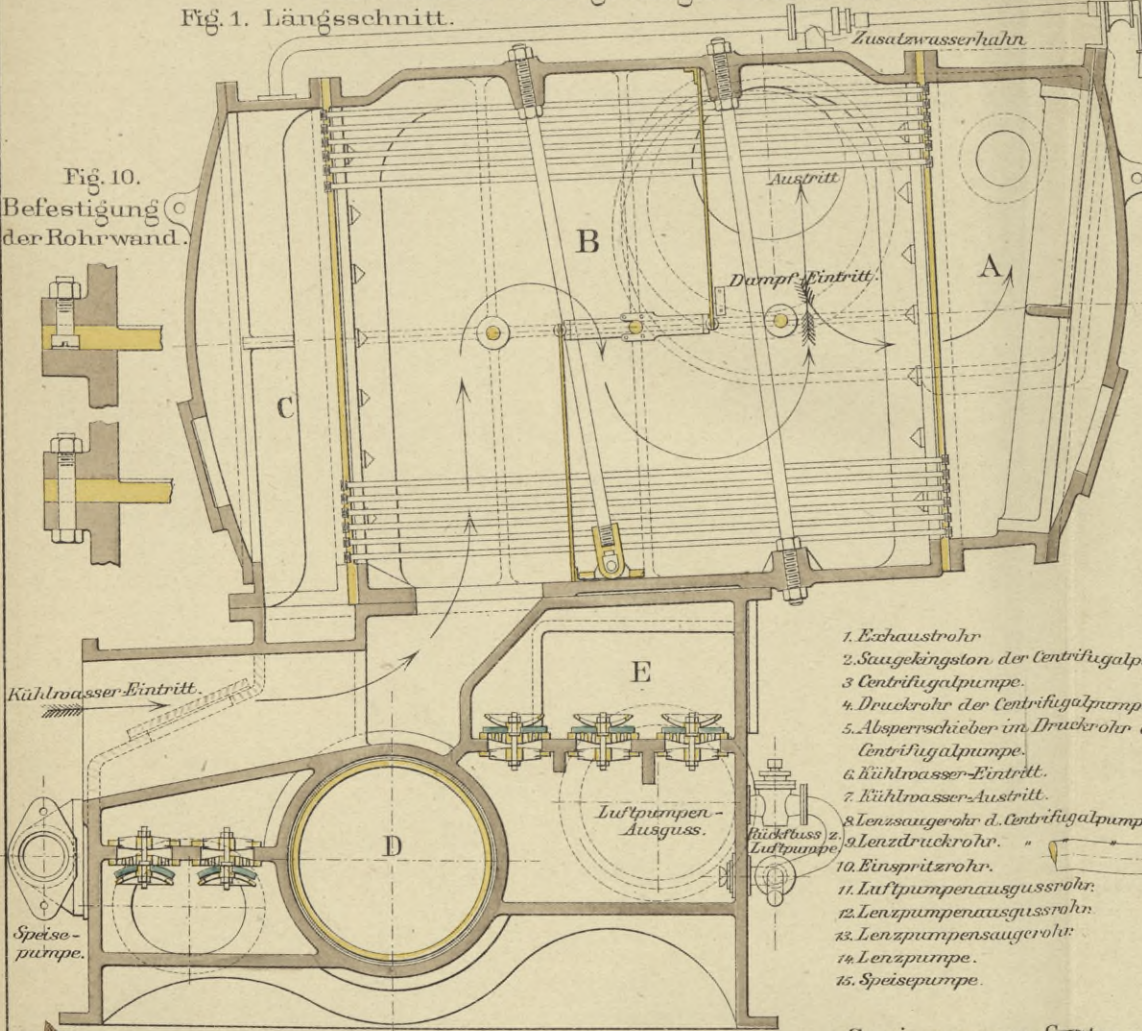 Fig. 1. Längsschnitt.
Zusatzwasserhahn
Fig. 10.
Befestigung
der Rohrwand.
Austritt
B
A
Dampf-Eintritt.
C
Kühlwasser-Eintritt.
E
1. Exhaustrohr
2. Saugekingston der Centrifugalp
3 Centrifugalpumpe.
4. Druckrohr der Centrifugalpump
5. Absperrschieber im Druckrohr
Centrifugalpumpe.
6. Kühlwasser-Eintritt.
7. Kühlwasser-Austritt.
8. Lenzsaugerohr d. Centrifugalpump
9. Lenzdruckrohr. " " "
10. Einspritzrohr.
11. Luftpumpenausgussrohr.
12. Lenzpumpenausgussrohr.
13. Lenzpumpensaugerohr.
14. Lenzpumpe.
15. Speisepumpe.
Luftpumpen-
Ausguss.
Rückfluss z.
Luftpumpe
D
Speise-
pumpe.